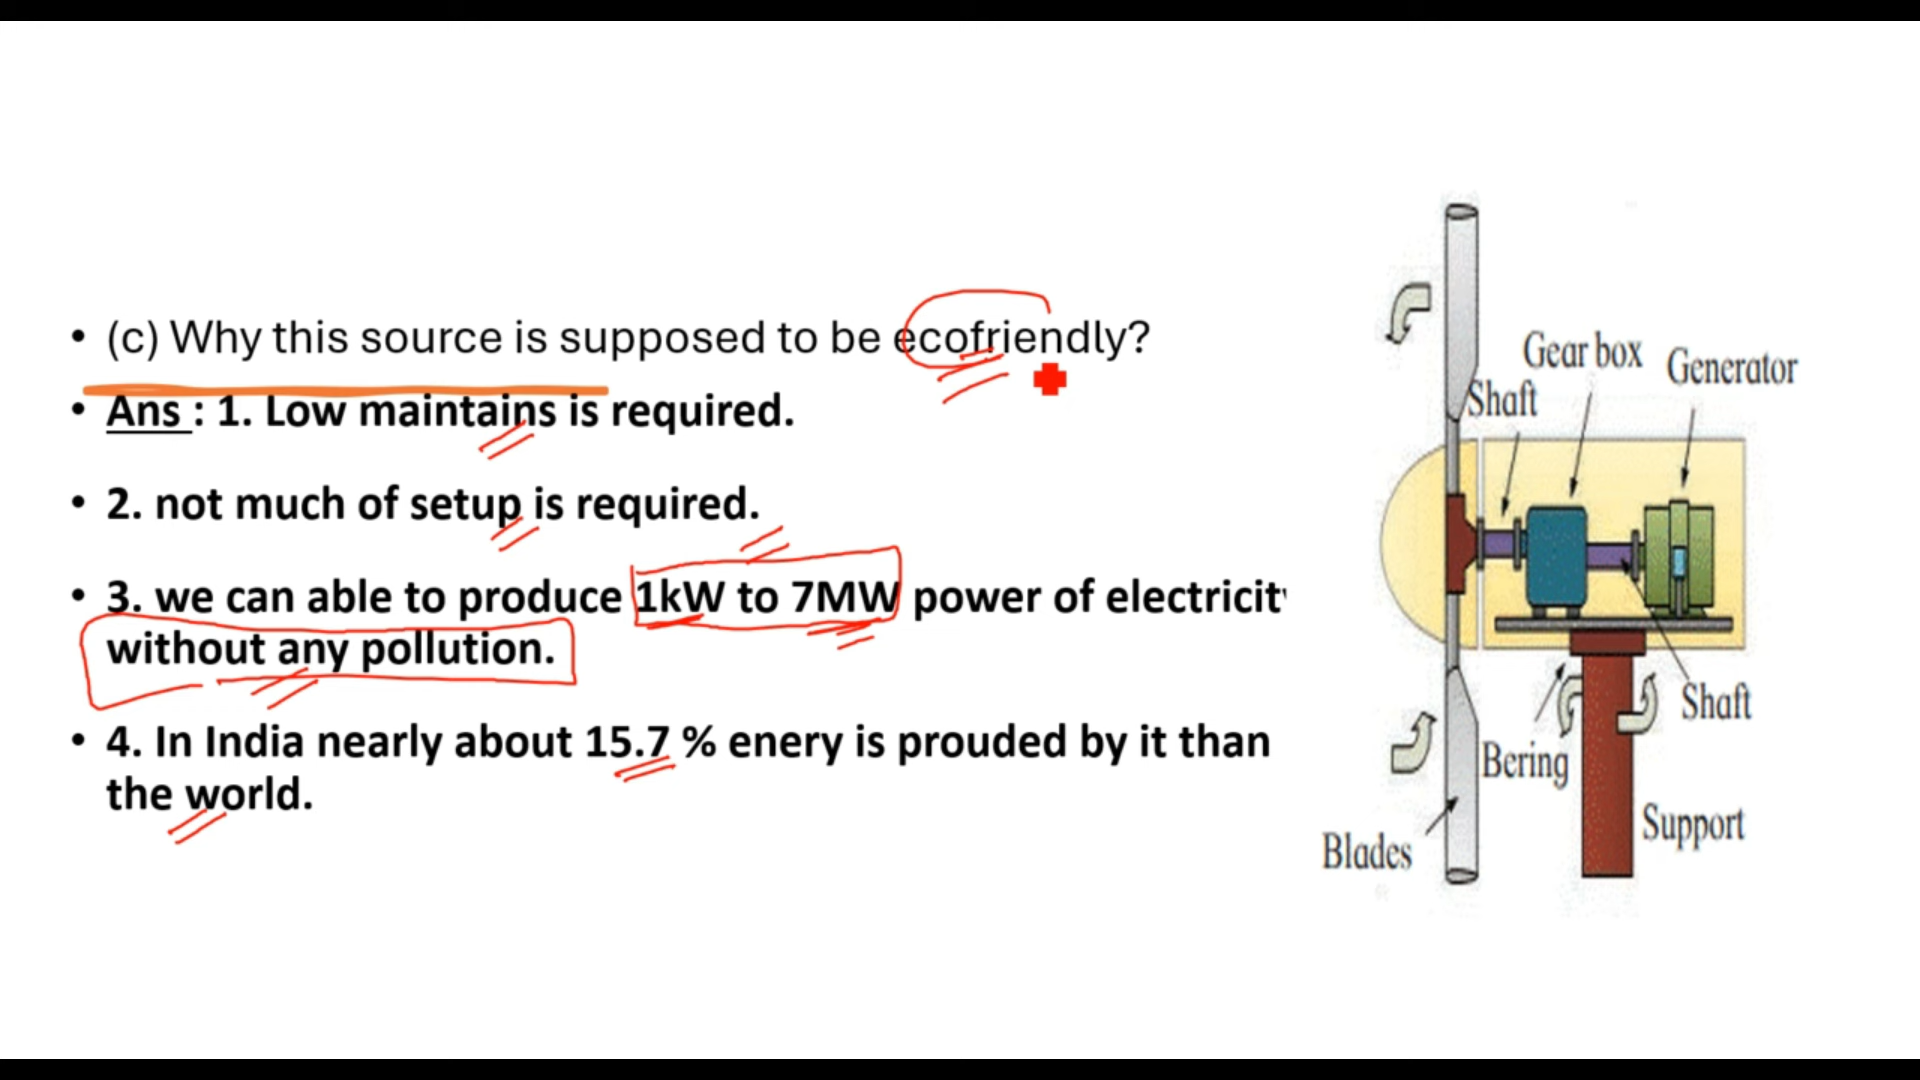 • (c) Why this source is supposed to be ecofriendly?
• Ans : 1. Low maintains is required.
• 2. not much of setup is required.
• 3. we can able to produce 1kW to 7MW power of
without any pollution.
• 4. In India nearly about 15.7 % enery is prouded by it than
the world.
Gear box
Generator
Shaft
Shaft
Bering
Support
Blades